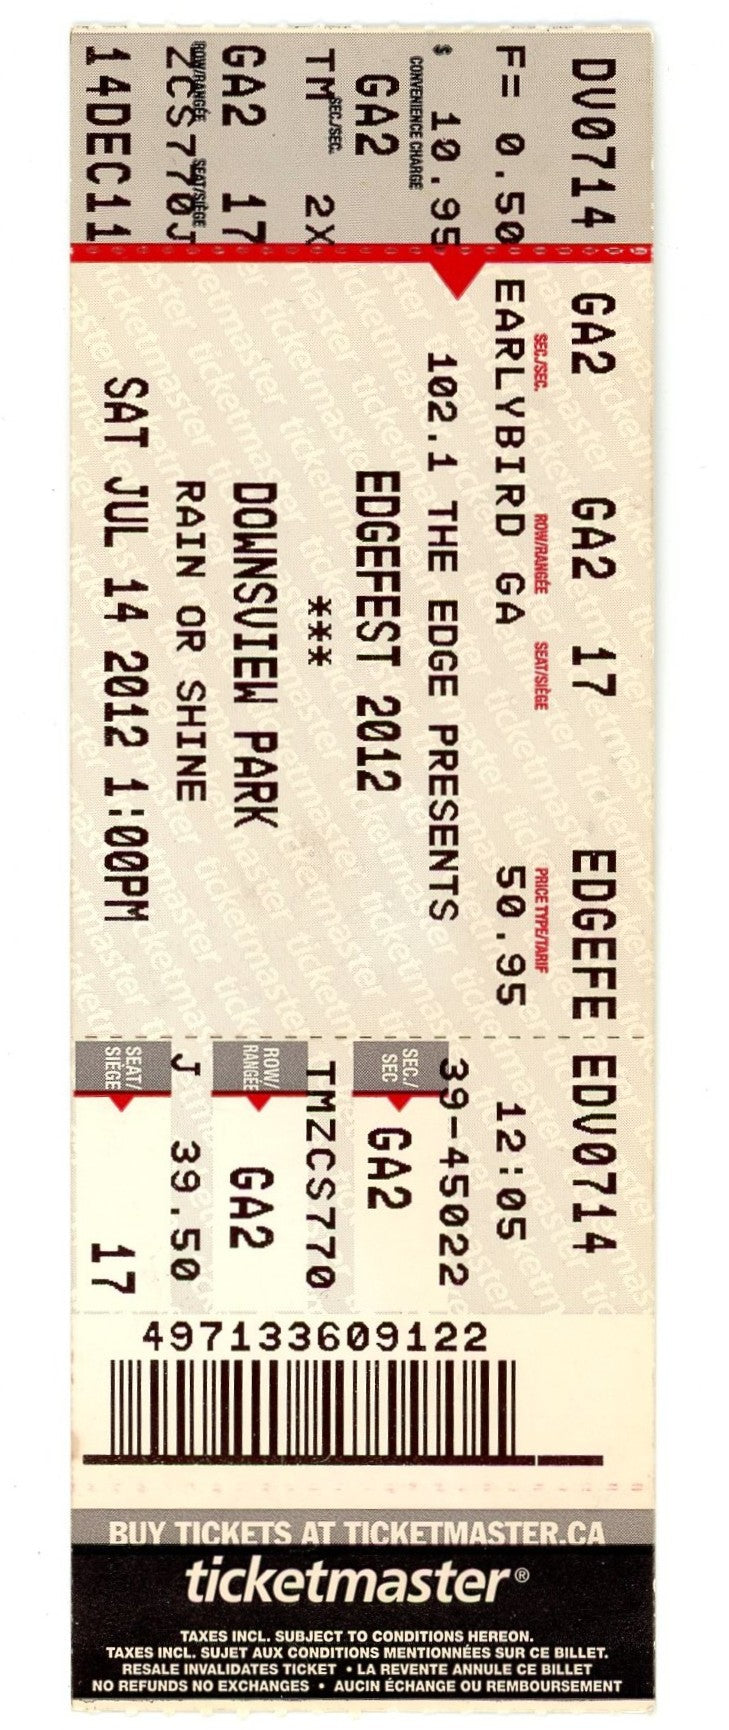 DV0714 GA2 GA2 17 EDGEFE EDV0714
SEC./SEC. ROW/RANGÉE SEAT/SIÈGE PRICE TYPE/TARIF
F= 0.50 EARLYBIRD GA 50.95 12:05
$ 10.95 102.1 THE EDGE PRESENTS 39-45022
CONVENIENCE CHARGE
SEC./SEC
GA2 EDGEFEST 2012 GA2
SEC./SEC.
TM 2X *** TMZCS770
ROW/RANGÉE
GA2 17 DOWNSVIEW PARK GA2
ROW/RANGÉE SEAT/SIÈGE
ZCS770J RAIN OR SHINE J 39.50
SEAT/SIÈGE
14DEC11 SAT JUL 14 2012 1:00PM 17
497133609122
BUY TICKETS AT TICKETMASTER.CA
ticketmaster®
TAXES INCL. SUBJECT TO CONDITIONS HEREON.
TAXES INCL. SUJET AUX CONDITIONS MENTIONNÉES SUR CE BILLET.
RESALE INVALIDATES TICKET • LA REVENTE ANNULE CE BILLET
NO REFUNDS NO EXCHANGES • AUCIN ÉCHANGE OU REMBOURSEMENT